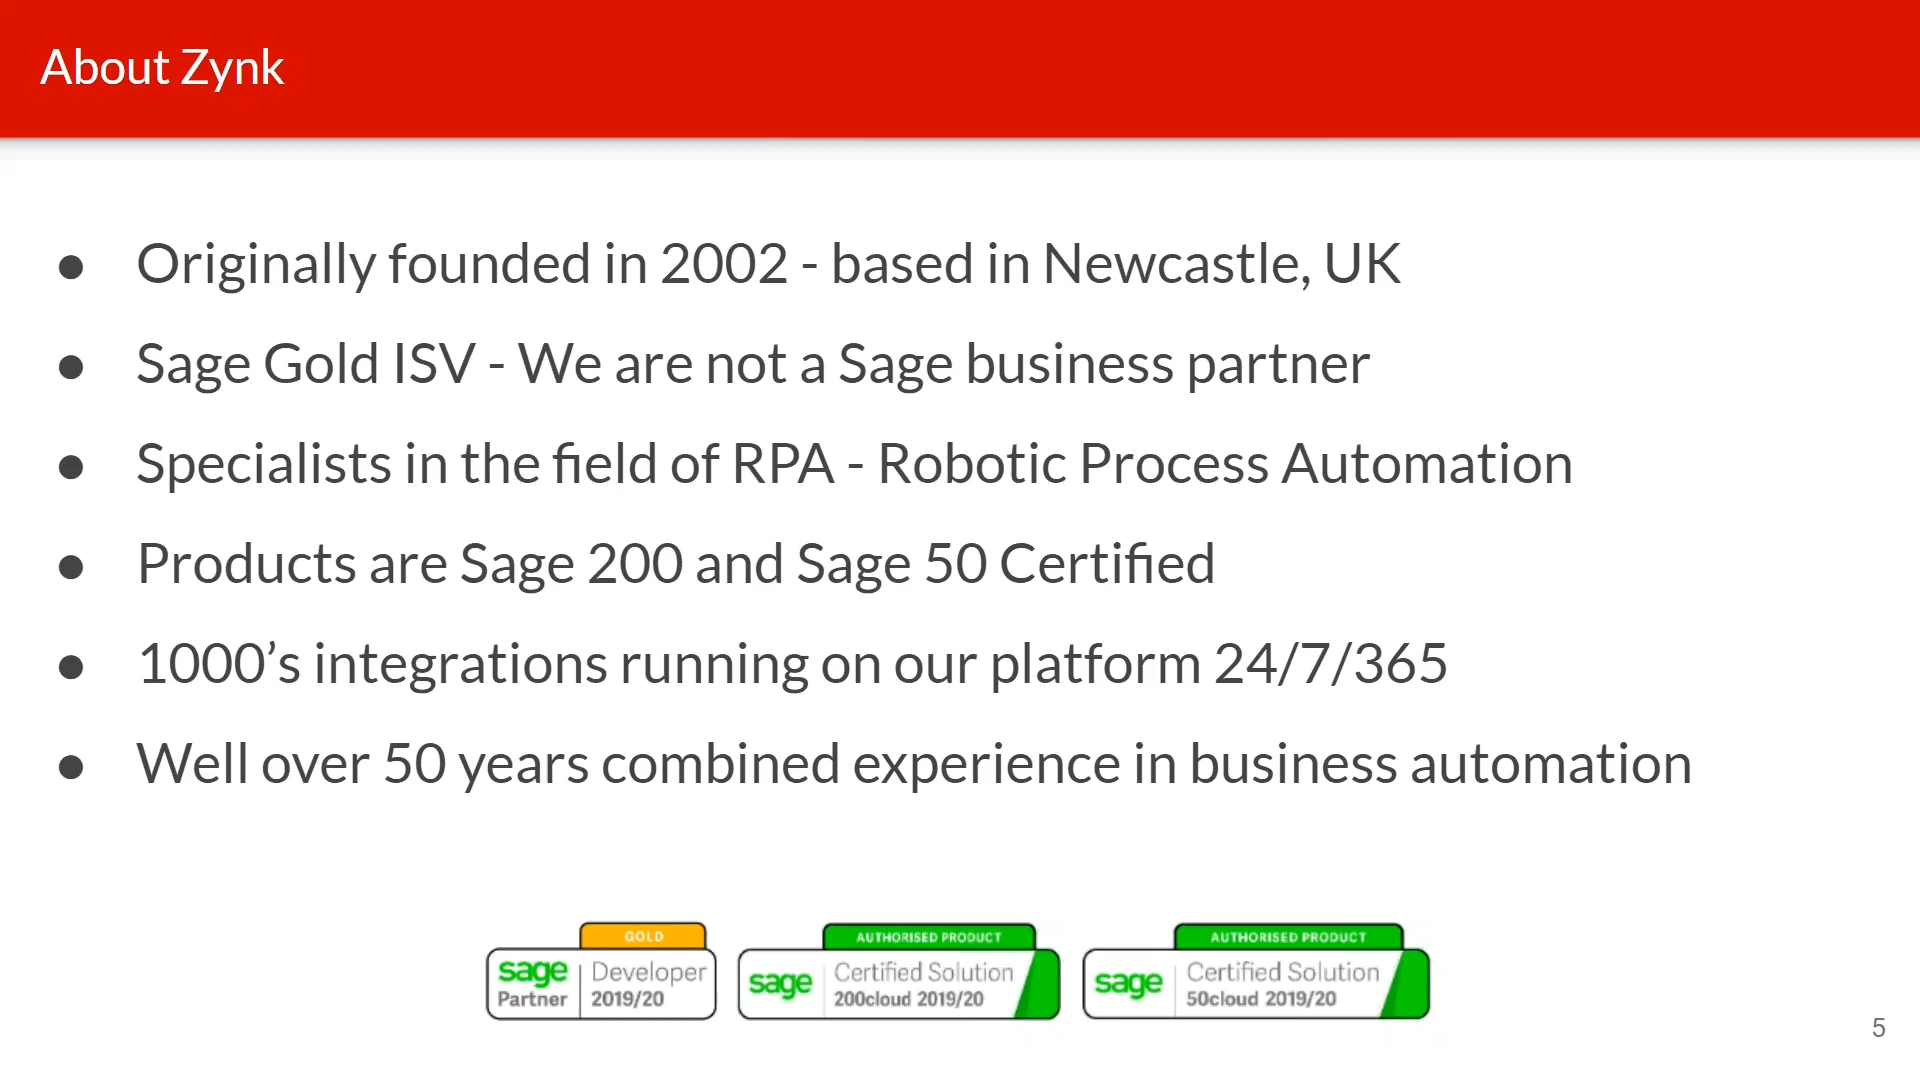 About Zynk
● Originally founded in 2002 - based in Newcastle, UK
● Sage Gold ISV - We are not a Sage business partner
● Specialists in the field of RPA - Robotic Process Automation
● Products are Sage 200 and Sage 50 Certified
● 1000’s integrations running on our platform 24/7/365
● Well over 50 years combined experience in business automation
GOLD
sage Developer
Partner 2019/20
AUTHORISED PRODUCT
sage Certified Solution
200cloud 2019/20
AUTHORISED PRODUCT
sage Certified Solution
50cloud 2019/20
5